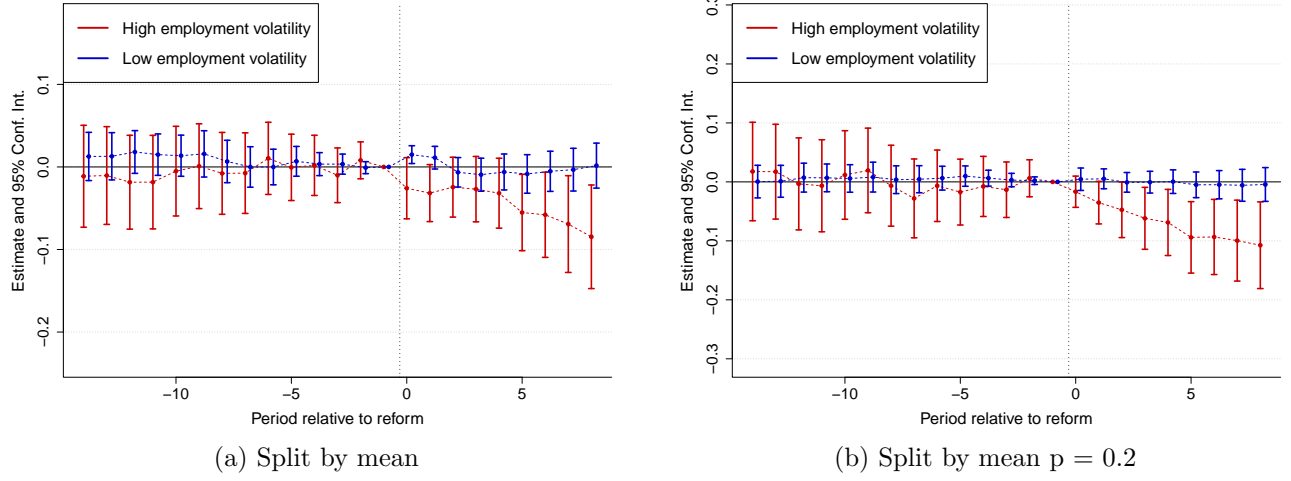 High employment volatility
Low employment volatility
Estimate and 95% Conf. Int.
0.1
0.0
−0.1
−0.2
−10
−5
0
5
Period relative to reform
(a) Split by mean
High employment volatility
Low employment volatility
Estimate and 95% Conf. Int.
0.3
0.2
0.1
0.0
−0.1
−0.2
−0.3
−10
−5
0
5
Period relative to reform
(b) Split by mean p = 0.2